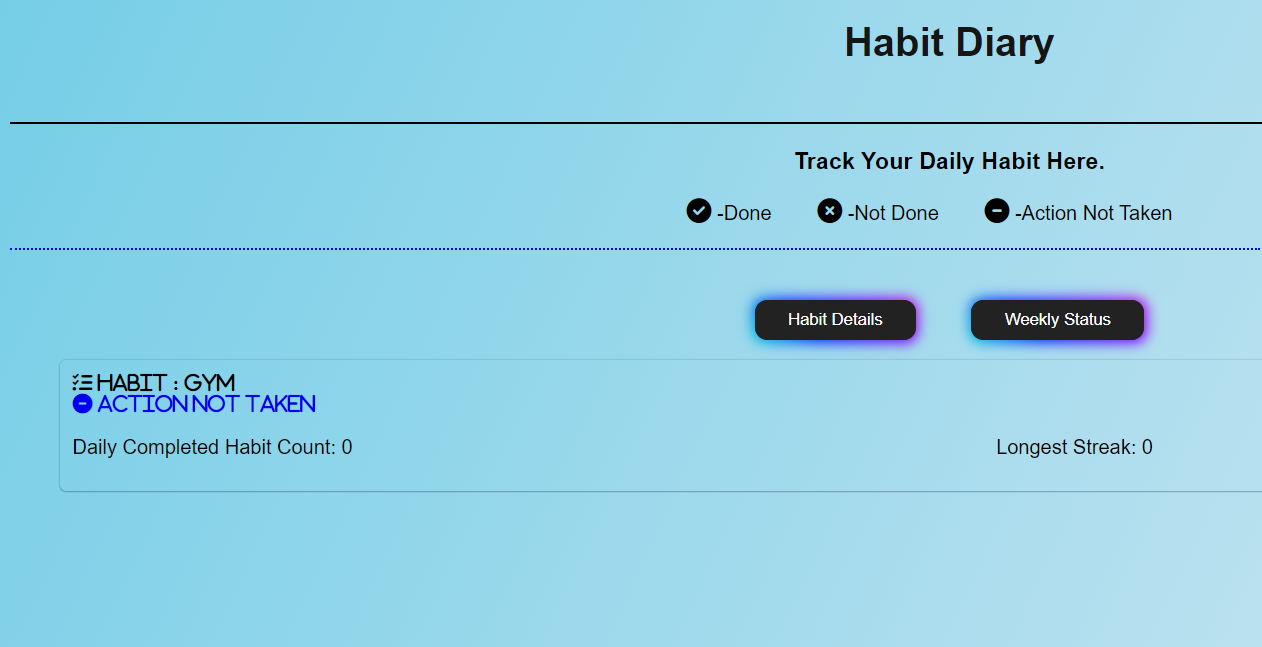 Habit Diary
Track Your Daily Habit Here.
-Done -Not Done -Action Not Taken
Habit Details Weekly Status
HABIT : GYM
ACTION NOT TAKEN
Daily Completed Habit Count: 0 Longest Streak: 0